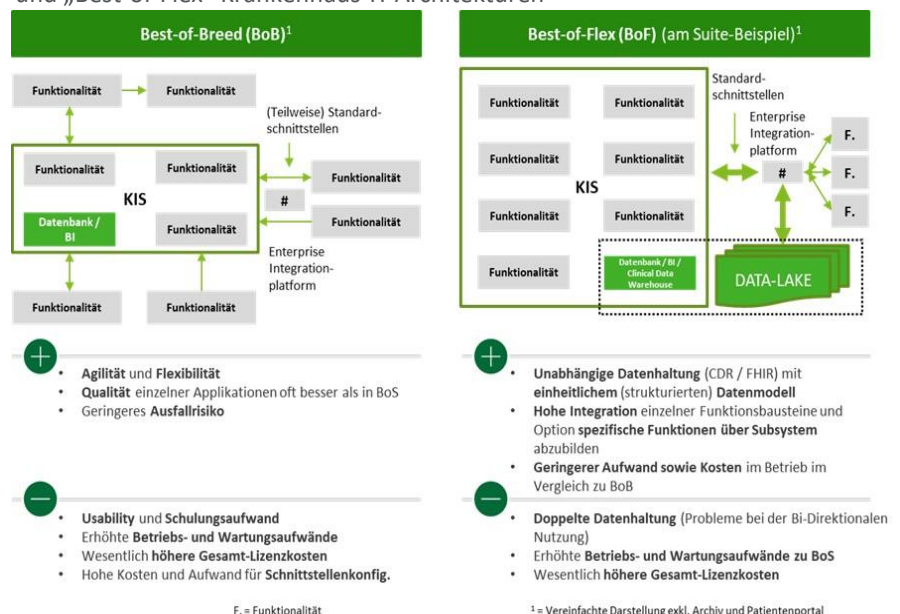 und „Best-of-Flex“ Krankenhaus-IT-Architekturen
Best-of-Breed (BoB)¹
Funktionalität
Funktionalität
(Teilweise) Standard-
schnittstellen
Funktionalität
Funktionalität
KIS
Datenbank /
BI
Funktionalität
Funktionalität
#
Funktionalität
Enterprise
Integration-
platform
Funktionalität
Funktionalität
+
• Agilität und Flexibilität
• Qualität einzelner Applikationen oft besser als in BoS
• Geringeres Ausfallrisiko
−
• Usability und Schulungsaufwand
• Erhöhte Betriebs- und Wartungsaufwände
• Wesentlich höhere Gesamt-Lizenzkosten
• Hohe Kosten und Aufwand für Schnittstellenkonfig.
F. = Funktionalität
Best-of-Flex (BoF) (am Suite-Beispiel)¹
Funktionalität
Funktionalität
Funktionalität
Funktionalität
KIS
Funktionalität
Funktionalität
Funktionalität
Datenbank / BI /
Clinical Data
Warehouse
Standard-
schnittstellen
Enterprise
Integration-
platform
#
F.
F.
F.
DATA-LAKE
+
• Unabhängige Datenhaltung (CDR / FHIR) mit
einheitlichem (strukturierten) Datenmodell
• Hohe Integration einzelner Funktionsbausteine und
Option spezifische Funktionen über Subsystem
abzubilden
• Geringerer Aufwand sowie Kosten im Betrieb im
Vergleich zu BoB
−
• Doppelte Datenhaltung (Probleme bei der Bi-Direktionalen
Nutzung)
• Erhöhte Betriebs- und Wartungsaufwände zu BoS
• Wesentlich höhere Gesamt-Lizenzkosten
¹ = Vereinfachte Darstellung exkl. Archiv und Patientenportal